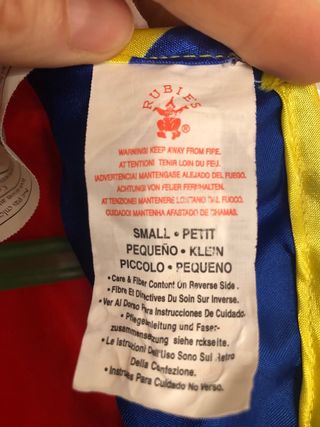 RUBIE'S
®
WARNING! KEEP AWAY FROM FIRE.
ATTENTION! TENIR LOIN DU FEU.
¡ADVERTENCIA! MANTENGASE ALEJADO DEL FUEGO.
ACHTUNG! VON FEUER FERNHALTEN.
ATTENZIONE! MANTENERE LONTANO DAL FUOCO.
CUIDADO! MANTENHA AFASTADO DE CHAMAS.
SMALL • PETIT
PEQUEÑO • KLEIN
PICCOLO • PEQUENO
• Care & Fiber Content On Reverse Side.
• Fibre Et Directives Du Soin Sur Inverse.
• Ver Al Dorso Para Instrucciones De Cuidado.
• Pflegeanleitung und Faser-
zusammensetzung siehe rckseite.
• Le Istruzioni Dell'Uso Sono Sul Retro
Della Confezione.
• Instruções Para Cuidado No Verso.